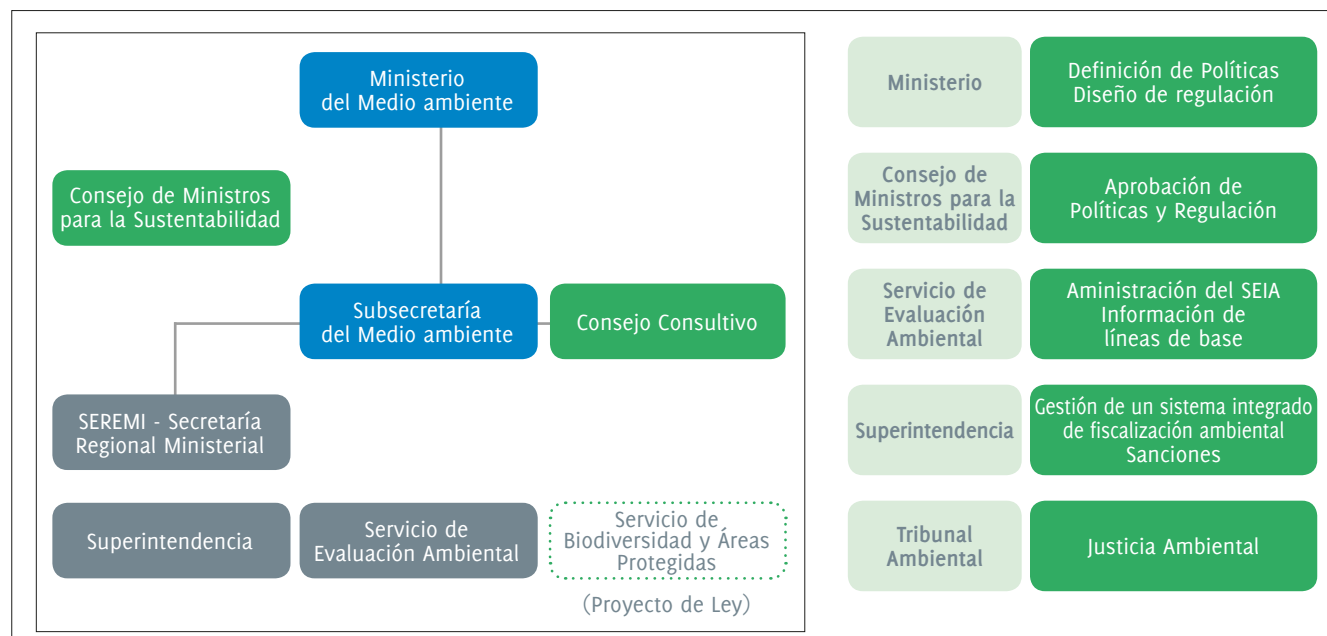 Ministerio
del Medio ambiente
Consejo de Ministros
para la Sustentabilidad
Subsecretaría
del Medio ambiente
Consejo Consultivo
SEREMI - Secretaría
Regional Ministerial
Superintendencia
Servicio de
Evaluación Ambiental
Servicio de
Biodiversidad y Áreas
Protegidas
(Proyecto de Ley)
Ministerio
Definición de Políticas
Diseño de regulación
Consejo de
Ministros para la
Sustentabilidad
Aprobación de
Políticas y Regulación
Servicio de
Evaluación
Ambiental
Aministración del SEIA
Información de
líneas de base
Superintendencia
Gestión de un sistema integrado
de fiscalización ambiental
Sanciones
Tribunal
Ambiental
Justicia Ambiental